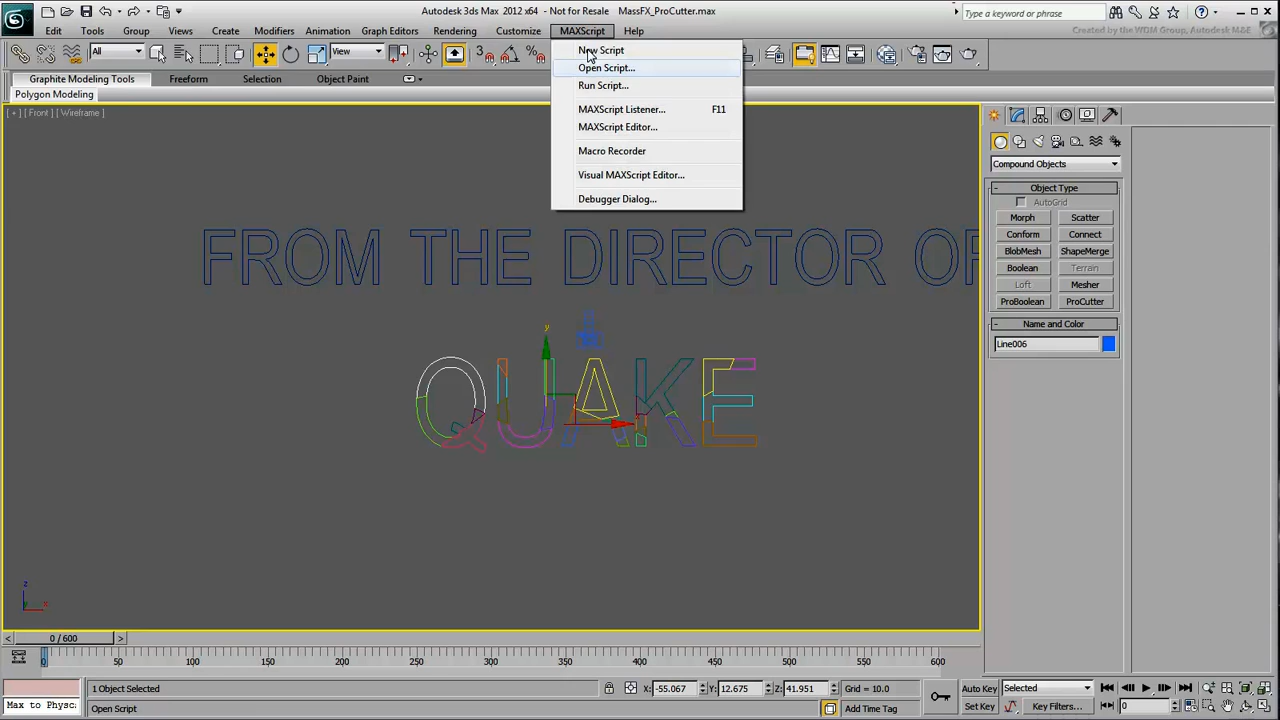 Autodesk 3ds Max 2012 x64 - Not for Resale MassFX_ProCutter.max
Type a keyword or phrase
Edit Tools Group Views Create Modifiers Animation Graph Editors Rendering Customize MAXScript Help
Created by the WGM Group, Autodesk M&E
All
View
3
%
Graphite Modeling Tools Freeform Selection Object Paint
Polygon Modeling
[ + ] [ Front ] [ Wireframe ]
New Script
Open Script...
Run Script...
MAXScript Listener... F11
MAXScript Editor...
Macro Recorder
Visual MAXScript Editor...
Debugger Dialog...
Compound Objects
- Object Type
AutoGrid
Morph Scatter
Conform Connect
BlobMesh ShapeMerge
Boolean Terrain
Loft Mesher
ProBoolean ProCutter
- Name and Color
Line006
FROM THE DIRECTOR OF
y
QUAKE
z
x
< 0 / 600 >
0 50 100 150 200 250 300 350 400 450 500 550 600
1 Object Selected X: -55.067 Y: 12.675 Z: 41.951 Grid = 10.0 Auto Key Selected
Max to Physc Open Script Add Time Tag Set Key Key Filters... 0